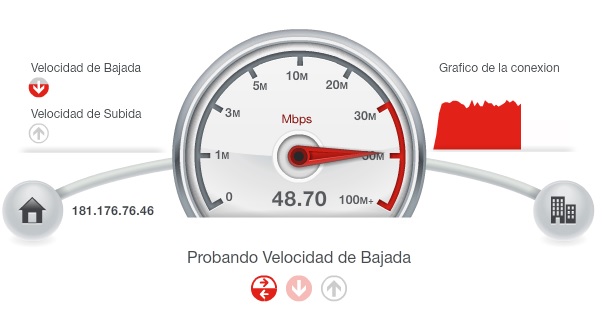 Velocidad de Bajada
Velocidad de Subida
181.176.76.46
0
1M
3M
5M
10M
20M
30M
50M
100M+
Mbps
48.70
Grafico de la conexion
Probando Velocidad de Bajada